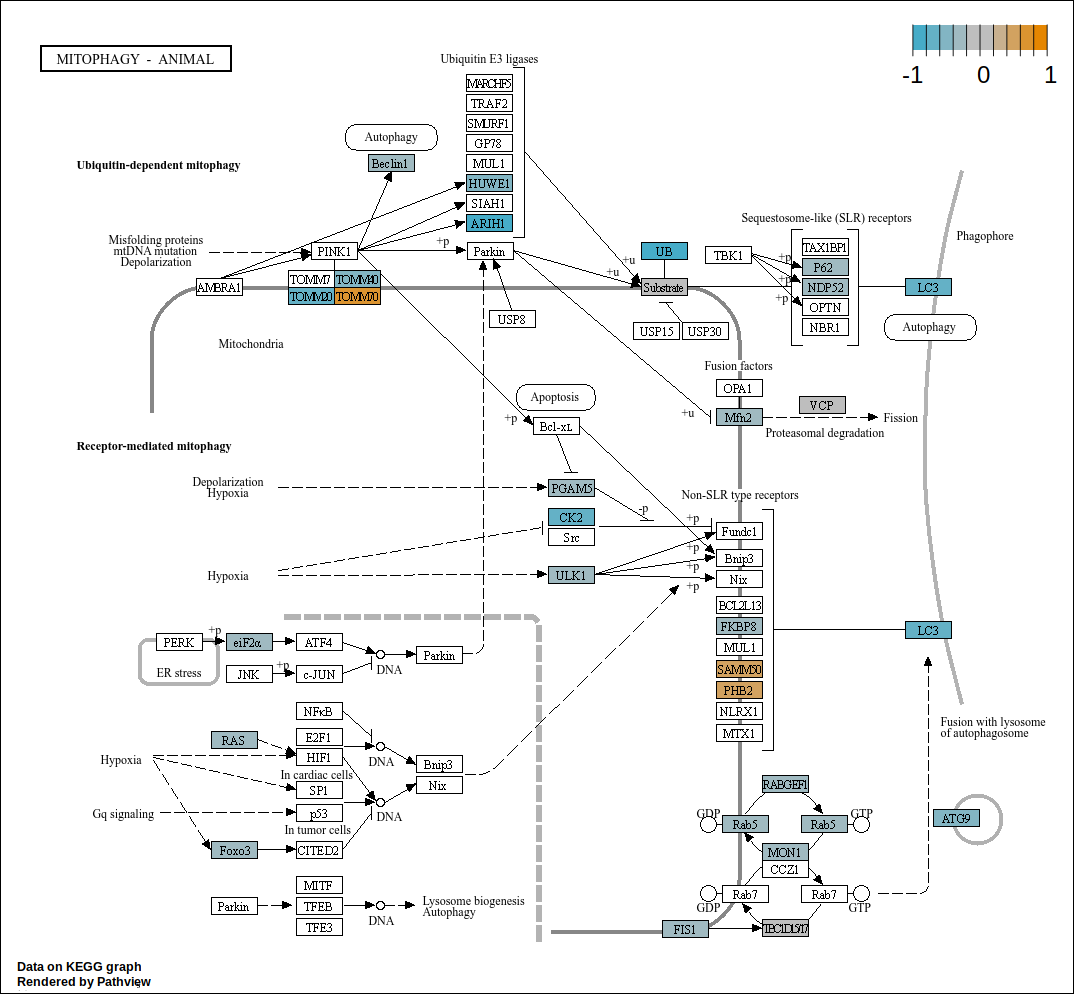 MITOPHAGY - ANIMAL
-1 0 1
Ubiquitin E3 ligases
MARCHF5
TRAF2
SMURF1
GP78
MUL1
HUWE1
SIAH1
ARIH1
Autophagy
Beclin1
Ubiquitin-dependent mitophagy
Misfolding proteins
mtDNA mutation
Depolarization
PINK1
+p
Parkin
AMBRA1
TOMM7
TOMM40
TOMM20
TOMM70
USP8
Mitochondria
+u
+u
UB
Substrate
USP15
USP30
Sequestosome-like (SLR) receptors
TBK1
+p
+p
+p
TAX1BP1
P62
NDP52
OPTN
NBR1
Phagophore
LC3
Autophagy
Fusion factors
OPA1
+u
Mfn2
VCP
Fission
Proteasomal degradation
Apoptosis
+p
Bcl-xL
Receptor-mediated mitophagy
Depolarization
Hypoxia
PGAM5
-p
CK2
Src
Hypoxia
ULK1
Non-SLR type receptors
+p
+p
+p
+p
Fundc1
Bnip3
Nix
BCL2L13
FKBP8
MUL1
SAMM50
PHB2
NLRX1
MTX1
LC3
PERK
+p
eiF2α
ATF4
ER stress
JNK
+p
c-JUN
DNA
Parkin
NFκB
E2F1
RAS
HIF1
DNA
Bnip3
Nix
Hypoxia
In cardiac cells
SP1
Gq signaling
p53
DNA
In tumor cells
Foxo3
CITED2
MITF
Parkin
TFEB
TFE3
DNA
Lysosome biogenesis
Autophagy
Fusion with lysosome
of autophagosome
RABGEF1
GDP
Rab5
Rab5
GTP
MON1
CCZ1
GDP
Rab7
Rab7
GTP
FIS1
TBC1D15/17
ATG9
Data on KEGG graph
Rendered by Pathview